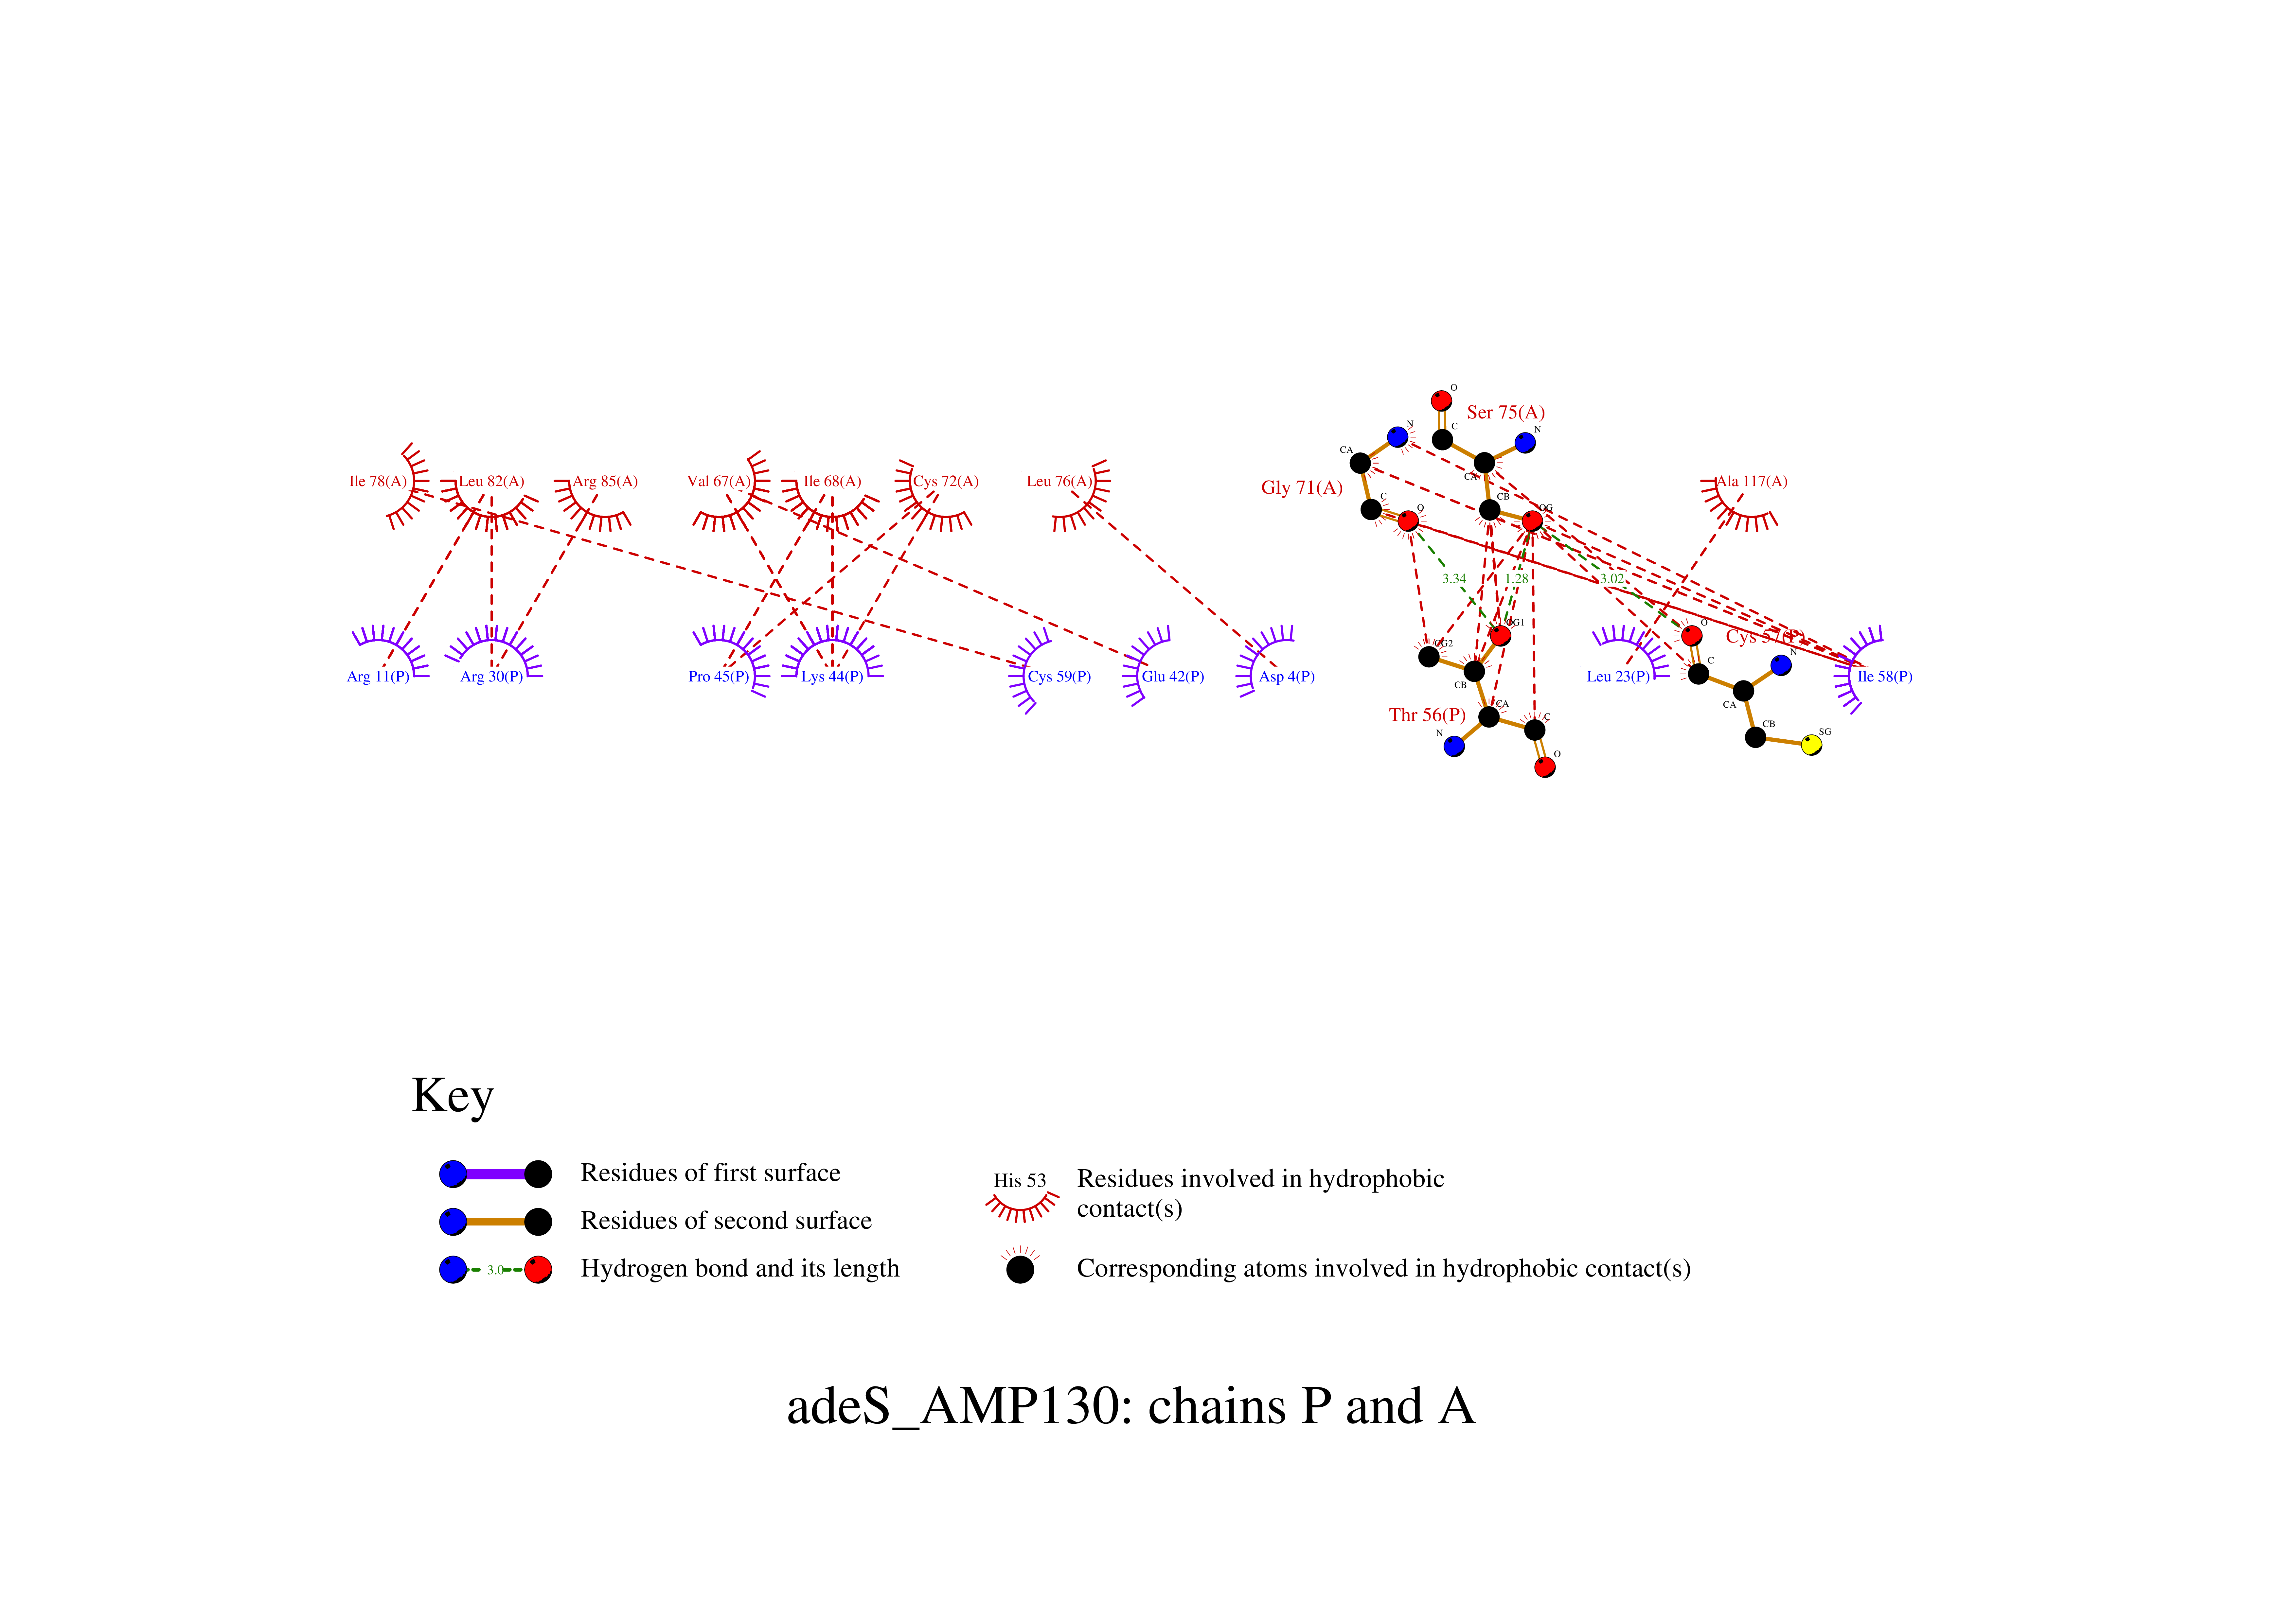 O
Ser 75(A)
N
C
N
CA
CA
Gly 71(A)
CB
C
O
OG
Ile 78(A) Leu 82(A) Arg 85(A) Val 67(A) Ile 68(A) Cys 72(A) Leu 76(A) Ala 117(A)
3.34 1.28 3.02
OG1
O
Cys 57(P)
CG2
N
C
Arg 11(P) Arg 30(P) Pro 45(P) Lys 44(P) Cys 59(P) Glu 42(P) Asp 4(P) Leu 23(P) Ile 58(P)
CB
CA
CA
Thr 56(P)
C
N
CB
SG
O
Key
Residues of first surface
Residues of second surface
3.0
Hydrogen bond and its length
His 53
Residues involved in hydrophobic
contact(s)
Corresponding atoms involved in hydrophobic contact(s)
adeS_AMP130: chains P and A